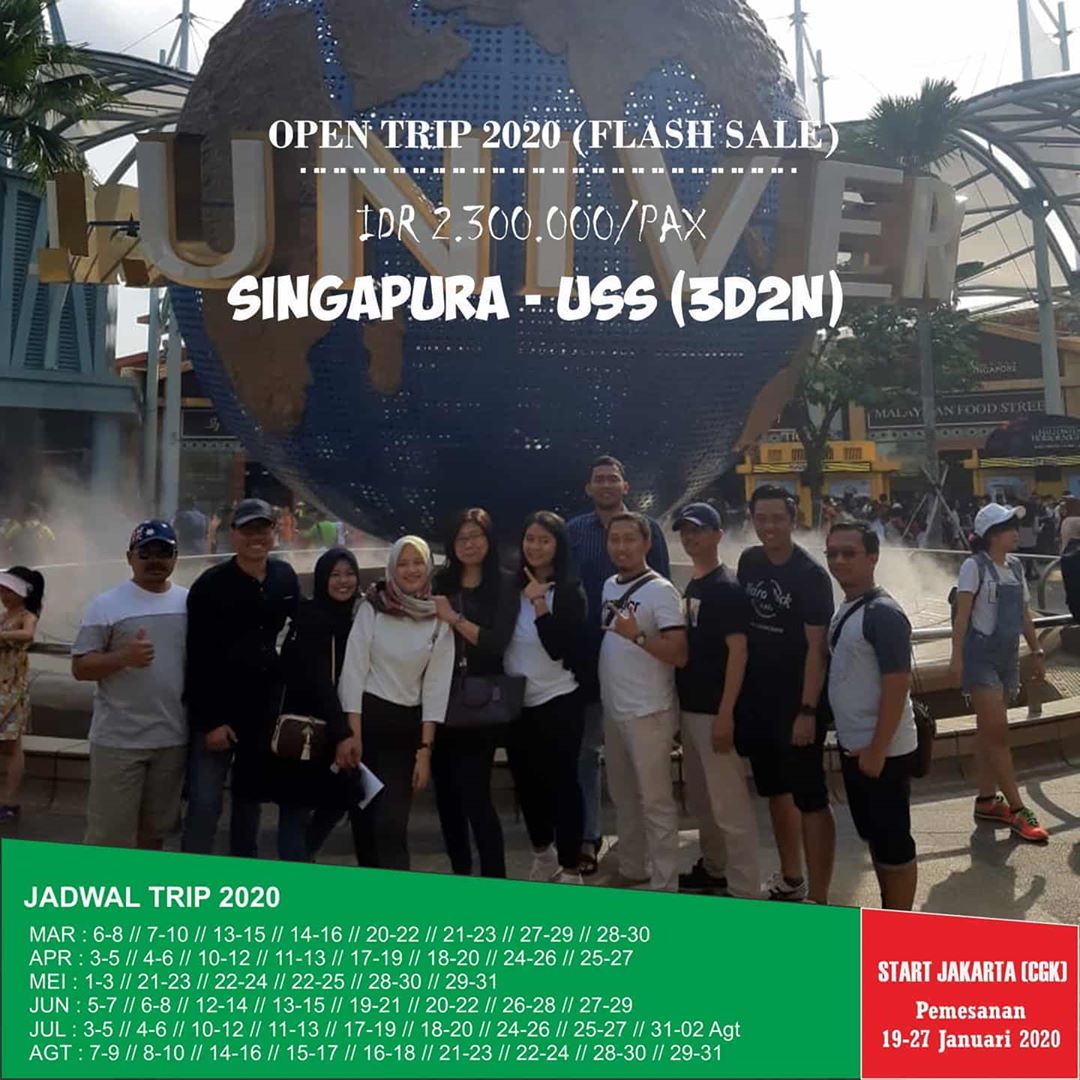 OPEN TRIP 2020 (FLASH SALE)
IDR 2.300.000/PAX
SINGAPURA - USS (3D2N)
UNIVER
SINGAPORE
MALAYSIAN FOOD STREE
JADWAL TRIP 2020
MAR : 6-8 // 7-10 // 13-15 // 14-16 // 20-22 // 21-23 // 27-29 // 28-30
APR : 3-5 // 4-6 // 10-12 // 11-13 // 17-19 // 18-20 // 24-26 // 25-27
MEI : 1-3 // 21-23 // 22-24 // 22-25 // 28-30 // 29-31
JUN : 5-7 // 6-8 // 12-14 // 13-15 // 19-21 // 20-22 // 26-28 // 27-29
JUL : 3-5 // 4-6 // 10-12 // 11-13 // 17-19 // 18-20 // 24-26 // 25-27 // 31-02 Agt
AGT : 7-9 // 8-10 // 14-16 // 15-17 // 16-18 // 21-23 // 22-24 // 28-30 // 29-31
START JAKARTA (CGK)
Pemesanan
19-27 Januari 2020